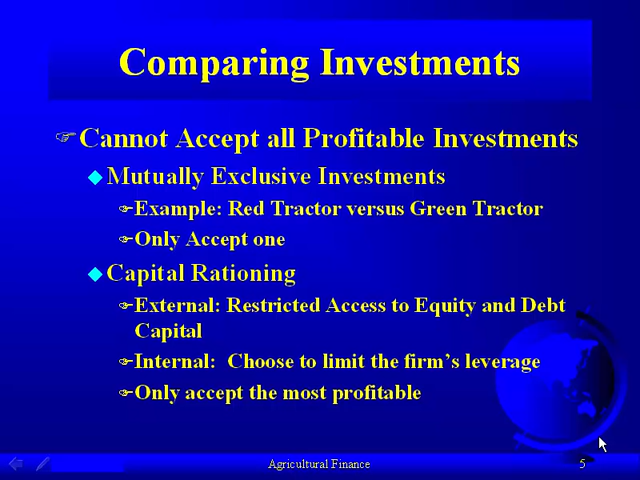 Comparing Investments
Cannot Accept all Profitable Investments
Mutually Exclusive Investments
Example: Red Tractor versus Green Tractor
Only Accept one
Capital Rationing
External: Restricted Access to Equity and Debt
Capital
Internal:  Choose to limit the firm's leverage
Only accept the most profitable
Agricultural Finance
5